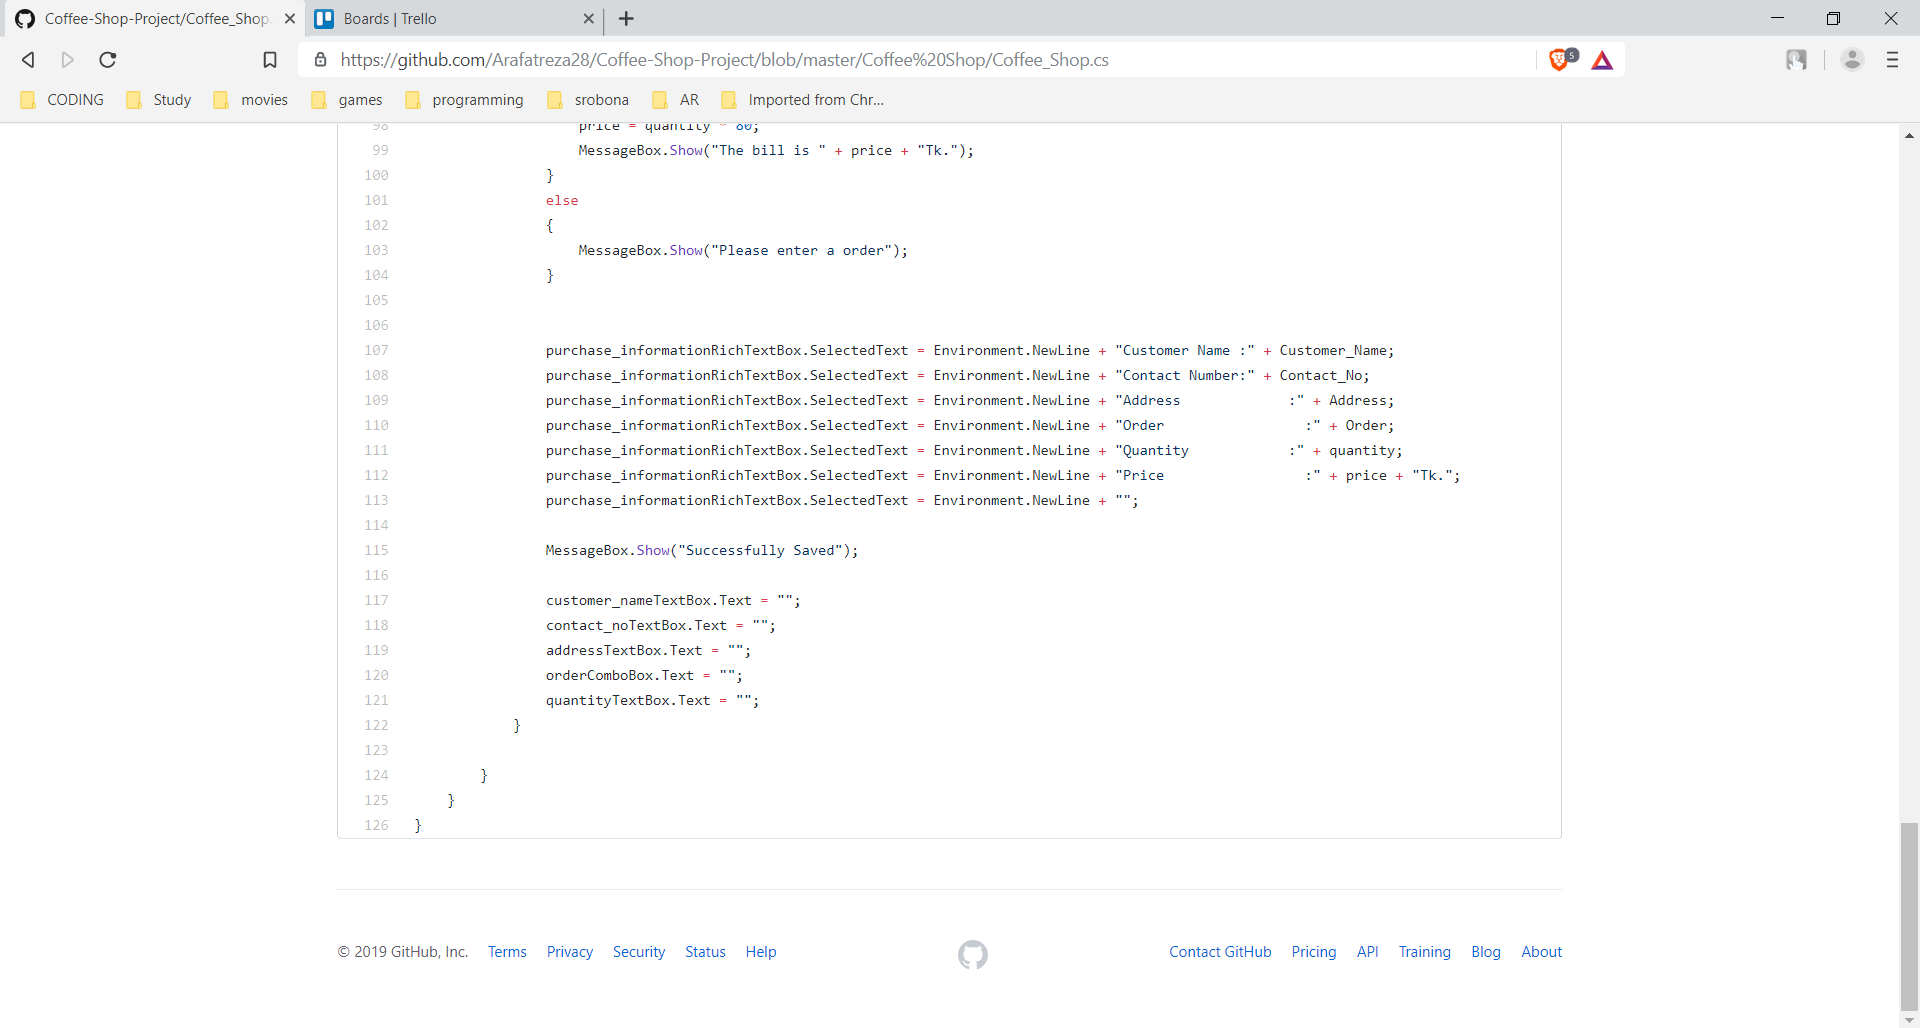 Coffee-Shop-Project/Coffee_Shop.
Boards | Trello
https://github.com/Arafatreza28/Coffee-Shop-Project/blob/master/Coffee%20Shop/Coffee_Shop.cs
5
CODING Study movies games programming srobona AR Imported from Chr...
98 price = quantity * 80;
99 MessageBox.Show("The bill is " + price + "Tk.");
100 }
101 else
102 {
103 MessageBox.Show("Please enter a order");
104 }
105
106
107 purchase_informationRichTextBox.SelectedText = Environment.NewLine + "Customer Name :" + Customer_Name;
108 purchase_informationRichTextBox.SelectedText = Environment.NewLine + "Contact Number:" + Contact_No;
109 purchase_informationRichTextBox.SelectedText = Environment.NewLine + "Address             :" + Address;
110 purchase_informationRichTextBox.SelectedText = Environment.NewLine + "Order                 :" + Order;
111 purchase_informationRichTextBox.SelectedText = Environment.NewLine + "Quantity            :" + quantity;
112 purchase_informationRichTextBox.SelectedText = Environment.NewLine + "Price                 :" + price + "Tk.";
113 purchase_informationRichTextBox.SelectedText = Environment.NewLine + "";
114
115 MessageBox.Show("Successfully Saved");
116
117 customer_nameTextBox.Text = "";
118 contact_noTextBox.Text = "";
119 addressTextBox.Text = "";
120 orderComboBox.Text = "";
121 quantityTextBox.Text = "";
122 }
123
124 }
125 }
126 }
© 2019 GitHub, Inc. Terms Privacy Security Status Help Contact GitHub Pricing API Training Blog About